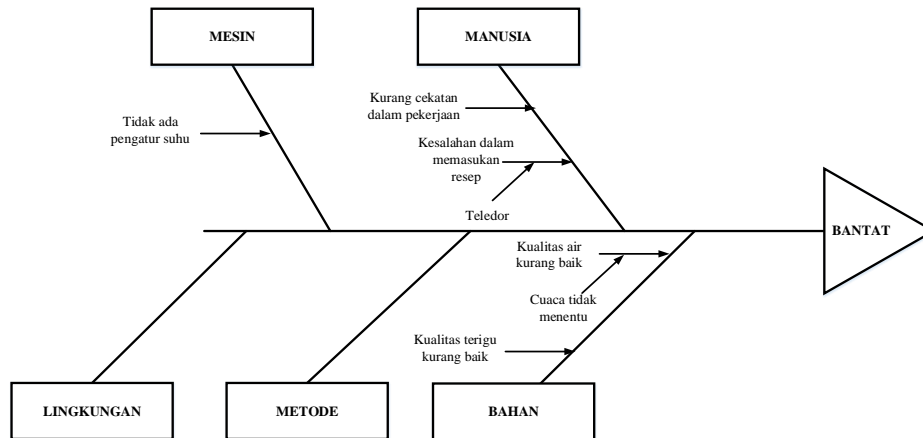 MESIN
MANUSIA
Tidak ada
pengatur suhu
Kurang cekatan
dalam pekerjaan
Kesalahan dalam
memasukan
resep
Teledor
BANTAT
Kualitas air
kurang baik
Cuaca tidak
menentu
Kualitas terigu
kurang baik
LINGKUNGAN
METODE
BAHAN